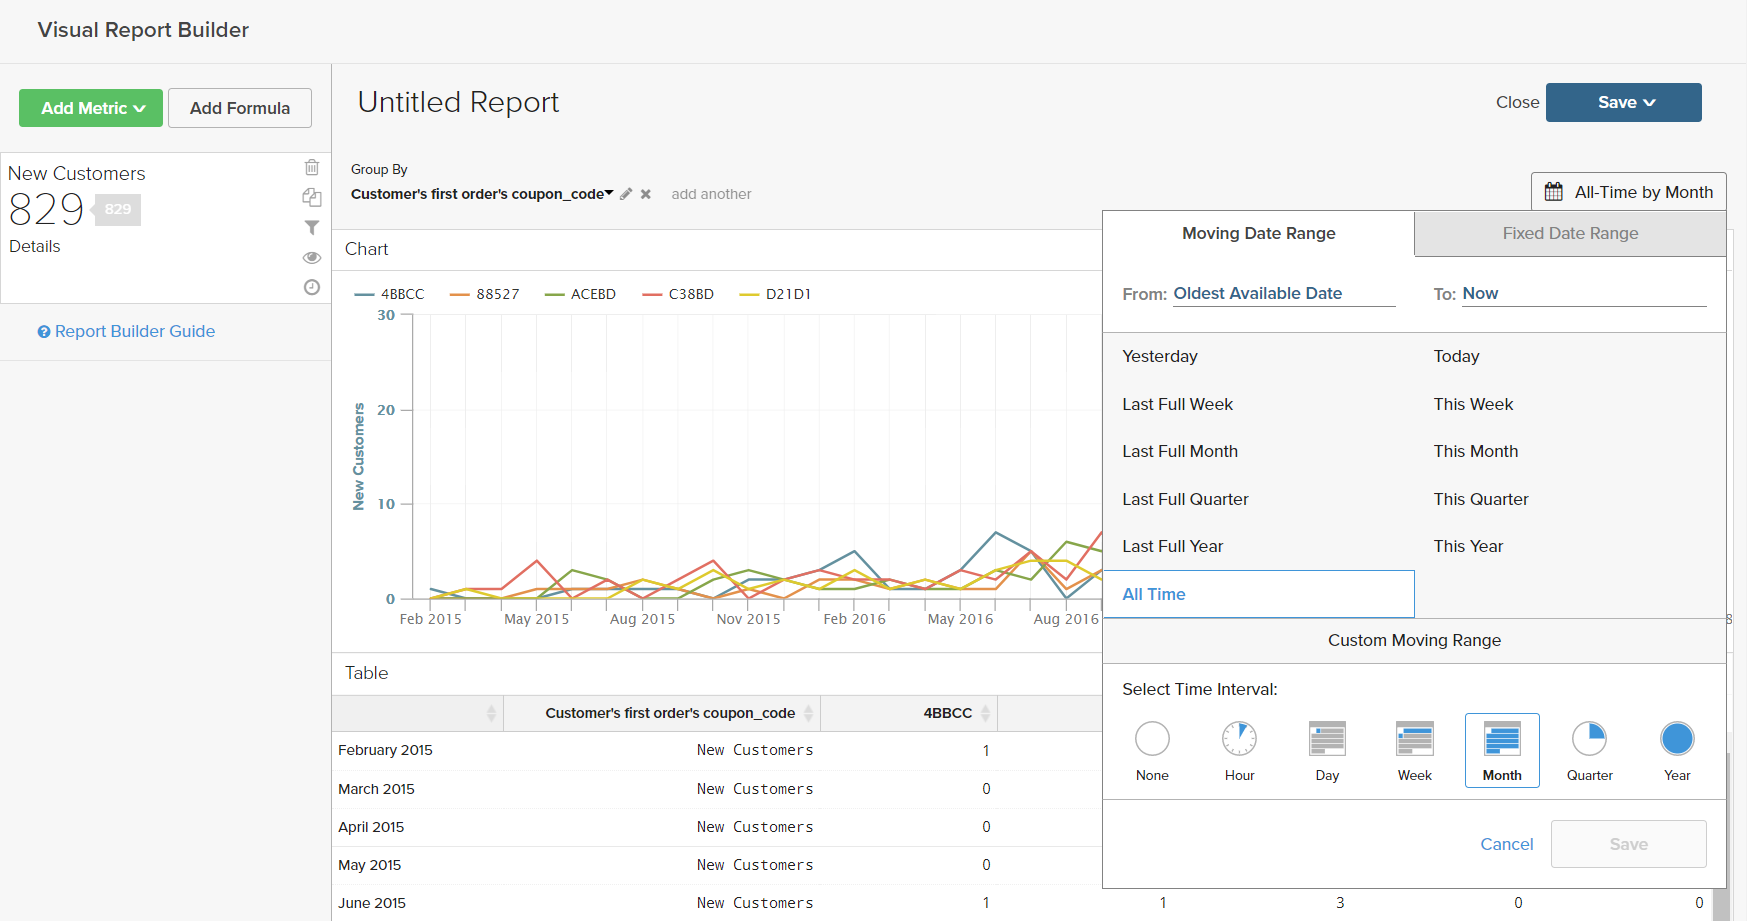 Visual Report Builder
Add Metric
Add Formula
New Customers
829
829
Details
Report Builder Guide
Untitled Report
Close
Save
Group By
Customer's first order's coupon_code
add another
All-Time by Month
Chart
4BBCC
88527
ACEBD
C38BD
D21D1
New Customers
30
20
10
0
Feb 2015
May 2015
Aug 2015
Nov 2015
Feb 2016
May 2016
Aug 2016
Moving Date Range
Fixed Date Range
From: Oldest Available Date
To: Now
Yesterday
Today
Last Full Week
This Week
Last Full Month
This Month
Last Full Quarter
This Quarter
Last Full Year
This Year
All Time
Custom Moving Range
Select Time Interval:
None
Hour
Day
Week
Month
Quarter
Year
Cancel
Save
Table
Customer's first order's coupon_code
4BBCC
February 2015 New Customers 1
March 2015 New Customers 0
April 2015 New Customers 0
May 2015 New Customers 0
June 2015 New Customers 1 1 3 0 0